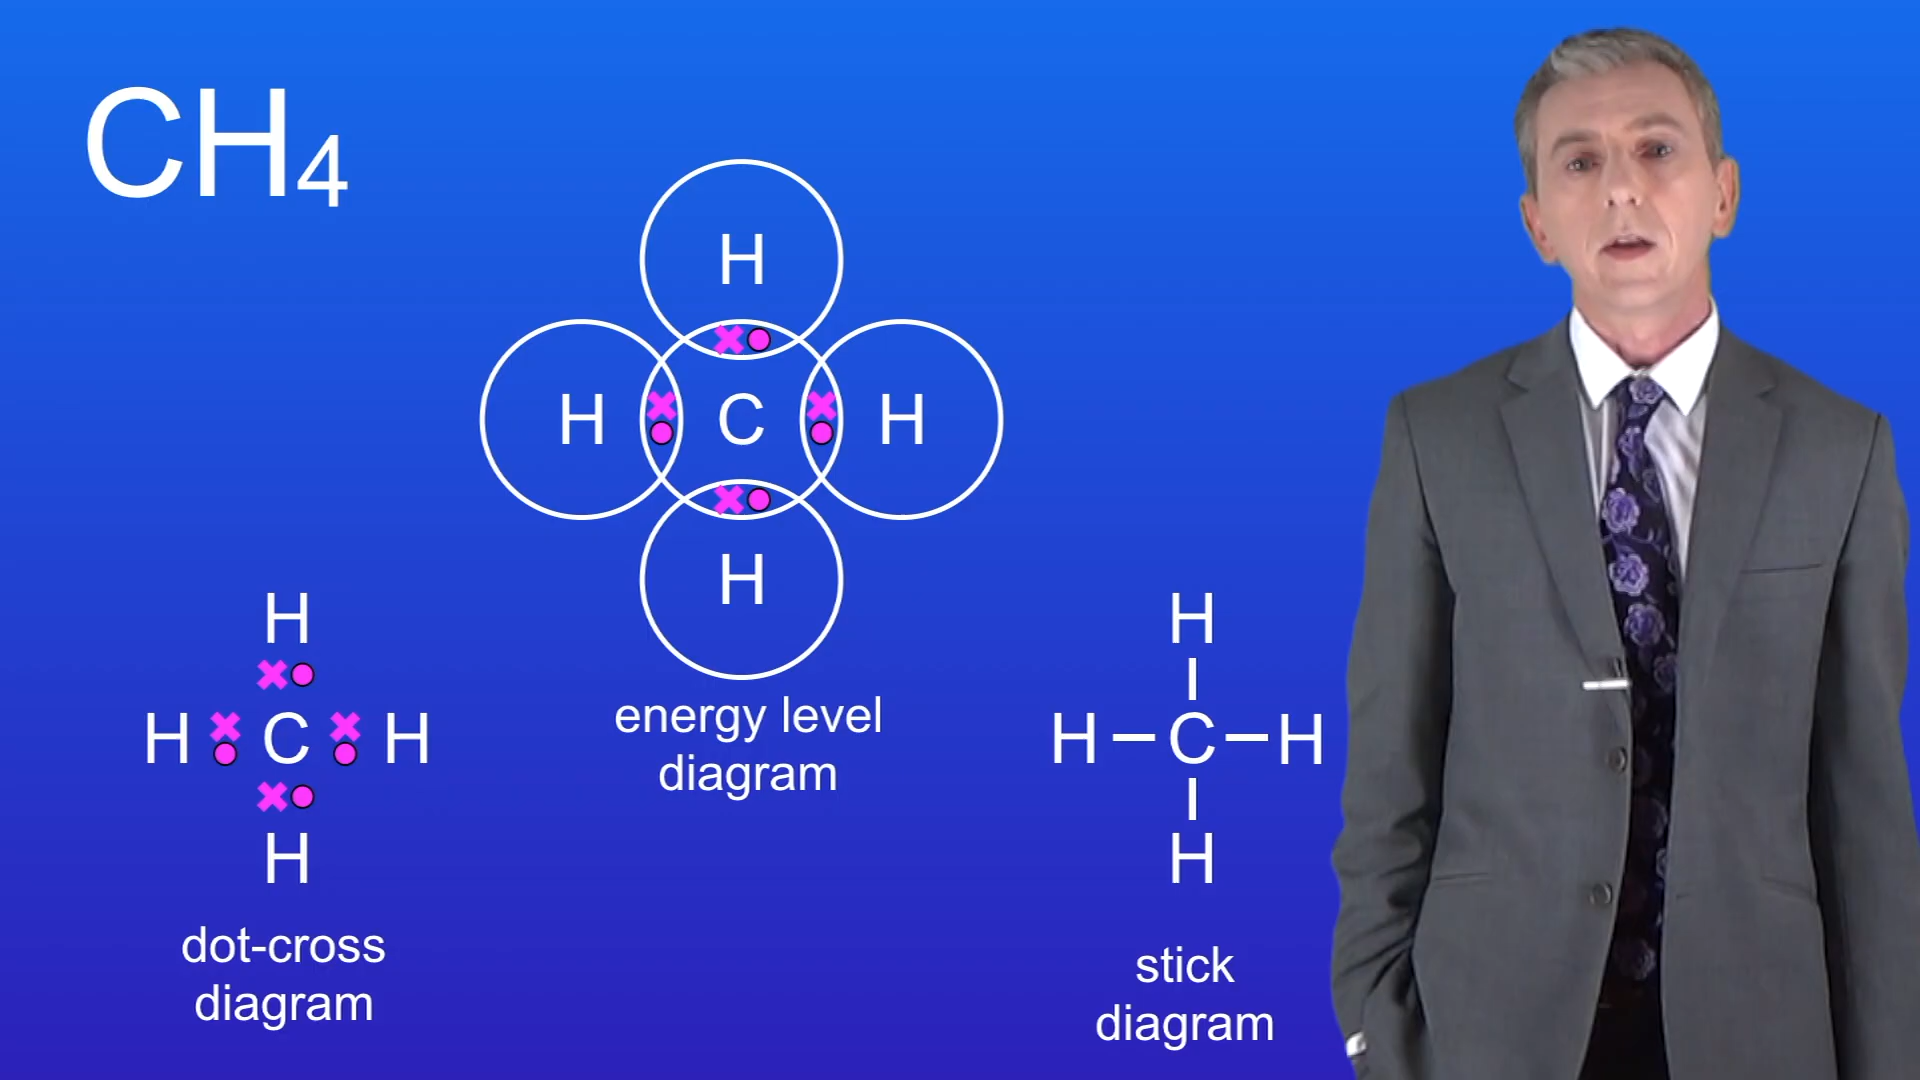 CH₄
H
H C H
H
energy level
diagram
H
H C H
H
dot-cross
diagram
H
H–C–H
H
stick
diagram